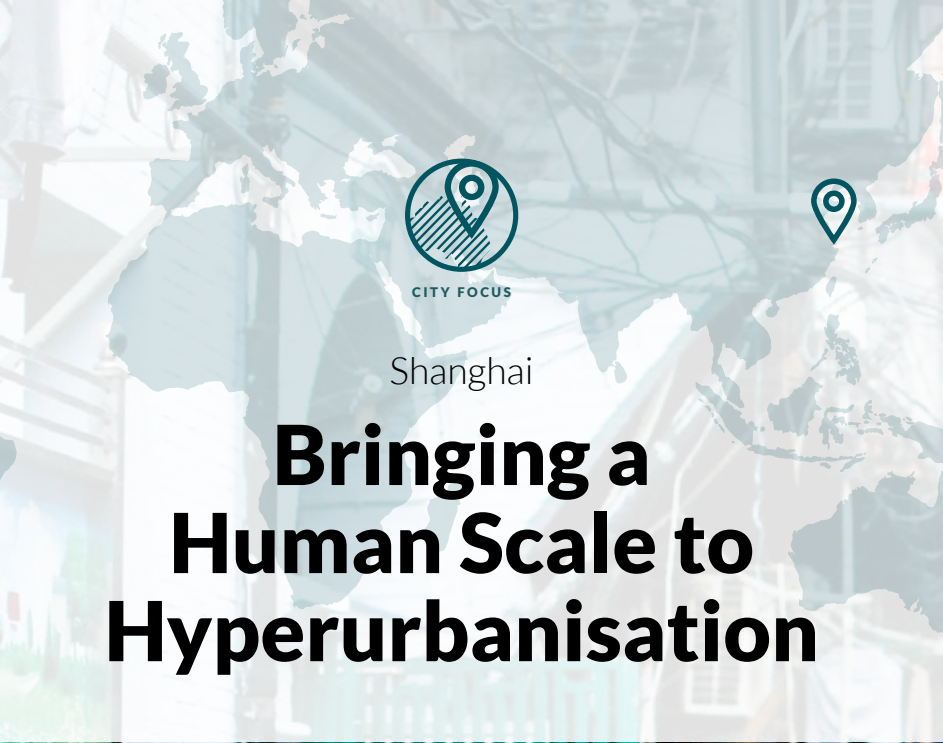 CITY FOCUS
Shanghai
Bringing a
Human Scale to
Hyperurbanisation